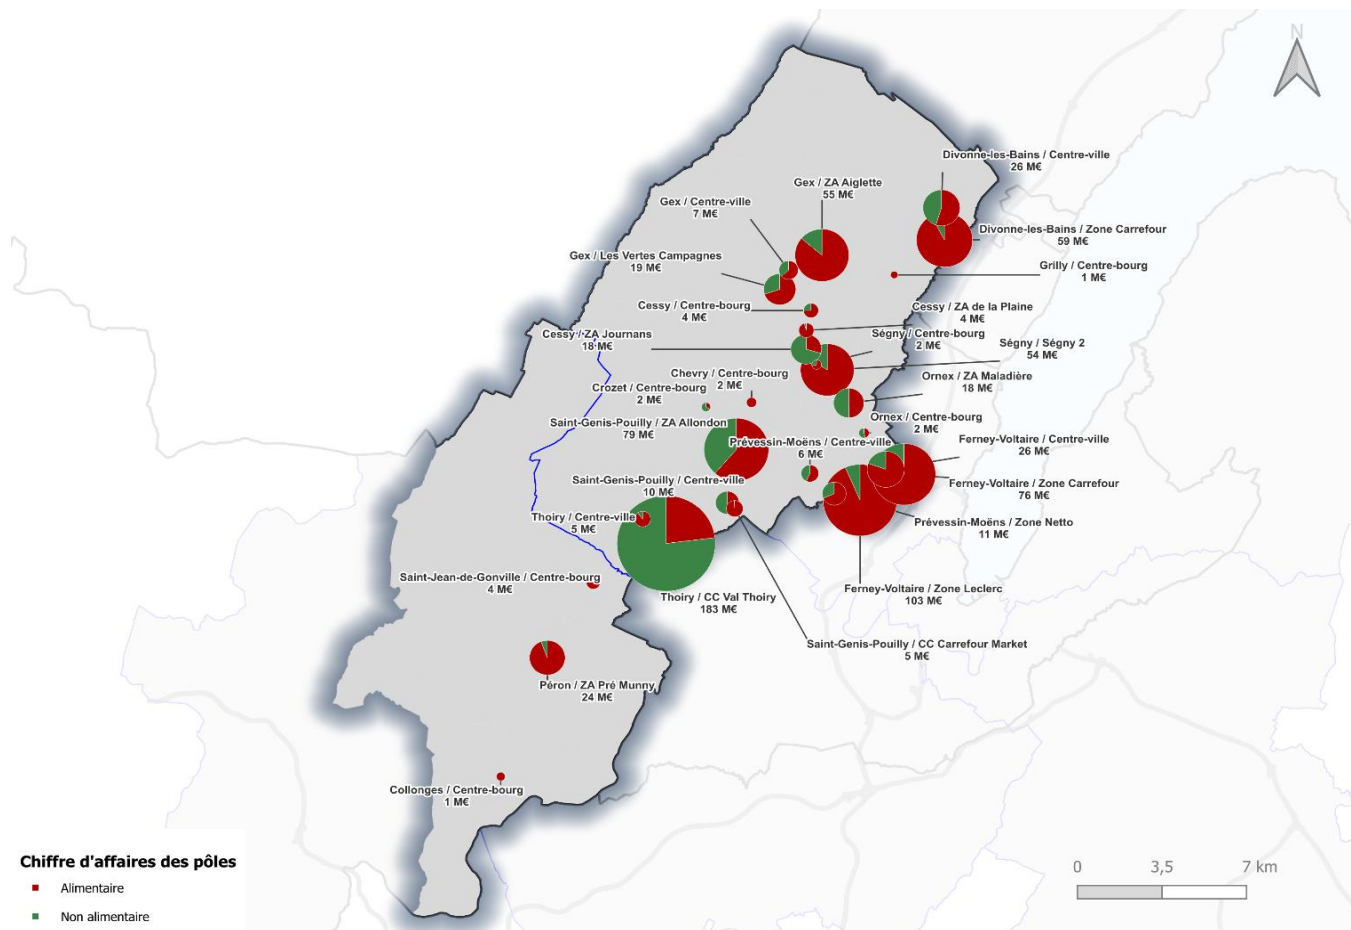 N
Divonne-les-Bains / Centre-ville
26 M€
Gex / ZA Aiglette
55 M€
Gex / Centre-ville
7 M€
Divonne-les-Bains / Zone Carrefour
59 M€
Gex / Les Vertes Campagnes
19 M€
Grilly / Centre-bourg
1 M€
Cessy / Centre-bourg
4 M€
Cessy / ZA de la Plaine
4 M€
Cessy / ZA Journans
18 M€
Ségny / Centre-bourg
2 M€
Ségny / Ségny 2
54 M€
Chevry / Centre-bourg
2 M€
Ornex / ZA Maladière
18 M€
Crozet / Centre-bourg
2 M€
Saint-Genis-Pouilly / ZA Allondon
79 M€
Ornex / Centre-bourg
2 M€
Prévessin-Moëns / Centre-ville
6 M€
Ferney-Voltaire / Centre-ville
26 M€
Saint-Genis-Pouilly / Centre-ville
10 M€
Ferney-Voltaire / Zone Carrefour
76 M€
Thoiry / Centre-ville
5 M€
Prévessin-Moëns / Zone Netto
11 M€
Saint-Jean-de-Gonville / Centre-bourg
4 M€
Thoiry / CC Val Thoiry
183 M€
Ferney-Voltaire / Zone Leclerc
103 M€
Saint-Genis-Pouilly / CC Carrefour Market
5 M€
Péron / ZA Pré Munny
24 M€
Collonges / Centre-bourg
1 M€
Chiffre d'affaires des pôles
Alimentaire
Non alimentaire
0 3,5 7 km